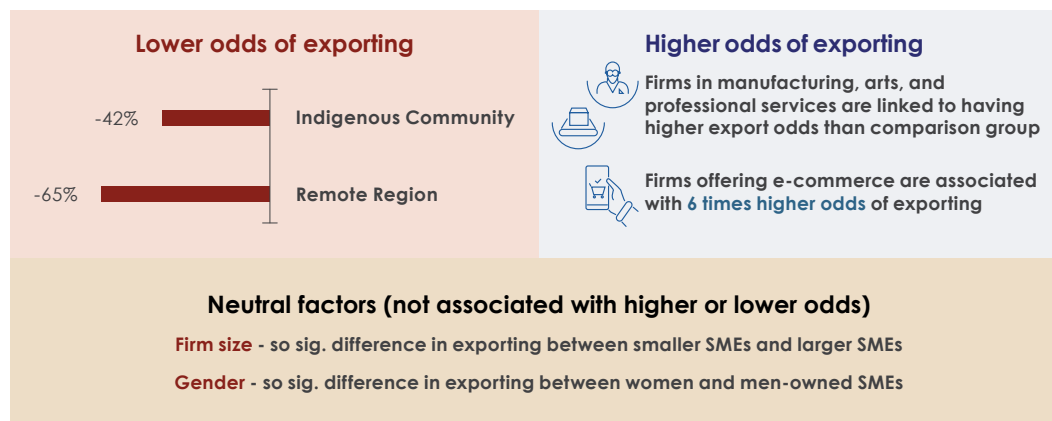 Lower odds of exporting
-42%
Indigenous Community
-65%
Remote Region
Higher odds of exporting
Firms in manufacturing, arts, and
professional services are linked to having
higher export odds than comparison group
Firms offering e-commerce are associated
with 6 times higher odds of exporting
Neutral factors (not associated with higher or lower odds)
Firm size - so sig. difference in exporting between smaller SMEs and larger SMEs
Gender - so sig. difference in exporting between women and men-owned SMEs